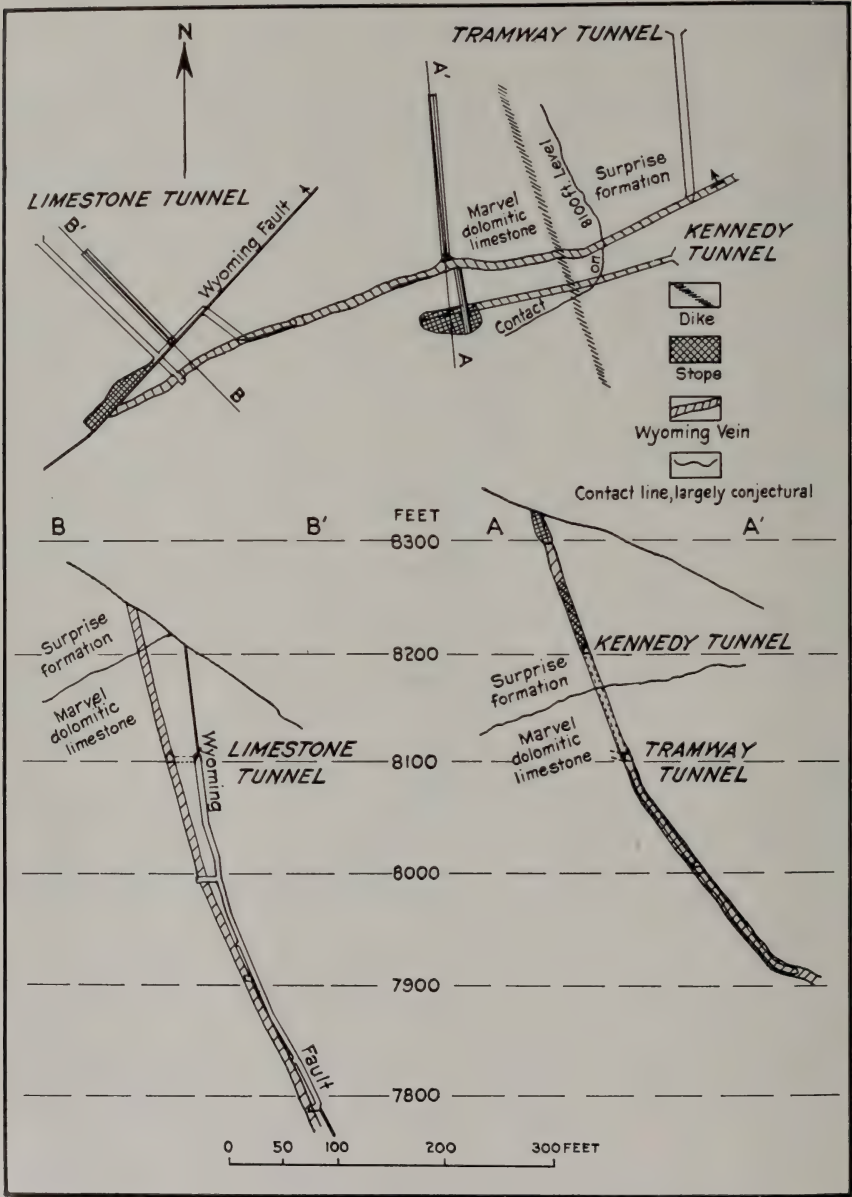 N
TRAMWAY TUNNEL
A'
LIMESTONE TUNNEL
B'
Wyoming Fault
8100 ft. Level
Surprise
formation
Marvel
dolomitic
limestone
KENNEDY
TUNNEL
on
Contact
A
B
Dike
Stope
Wyoming Vein
Contact line, largely conjectural
B
B'
FEET
A
A'
8300
Surprise
formation
8200
KENNEDY TUNNEL
Surprise
formation
Marvel
dolomitic
limestone
Wyoming
LIMESTONE
TUNNEL
8100
Marvel
dolomitic
limestone
TRAMWAY
TUNNEL
8000
7900
Fault
7800
0 50 100 200 300 FEET